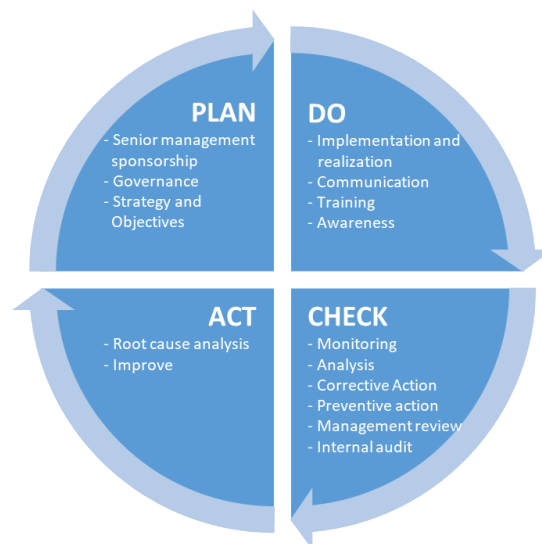 PLAN
- Senior management
sponsorship
- Governance
- Strategy and
Objectives
DO
- Implementation and
realization
- Communication
- Training
- Awareness
ACT
- Root cause analysis
- Improve
CHECK
- Monitoring
- Analysis
- Corrective Action
- Preventive action
- Management review
- Internal audit